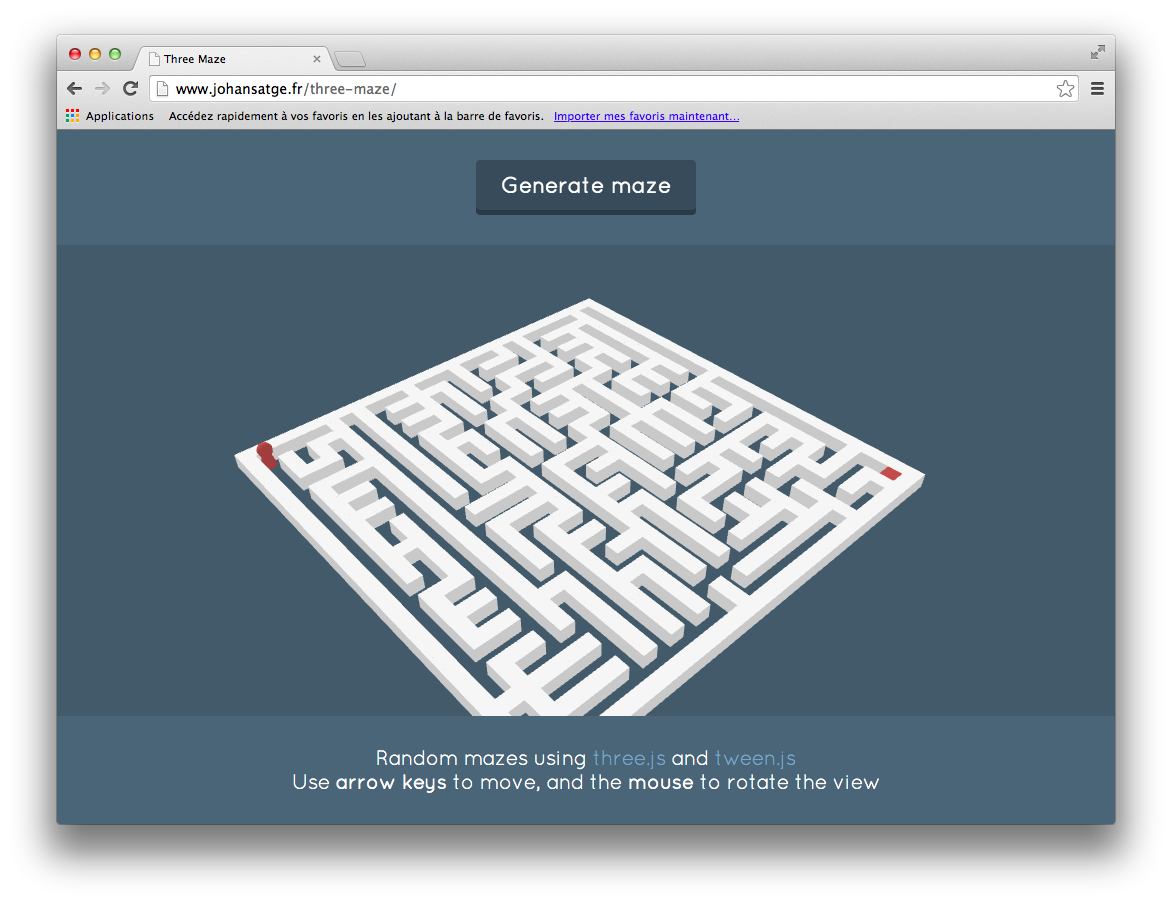 Three Maze
www.johansatge.fr/three-maze/
Applications Accédez rapidement à vos favoris en les ajoutant à la barre de favoris. Importer mes favoris maintenant...
Generate maze
Random mazes using three.js and tween.js
Use arrow keys to move, and the mouse to rotate the view